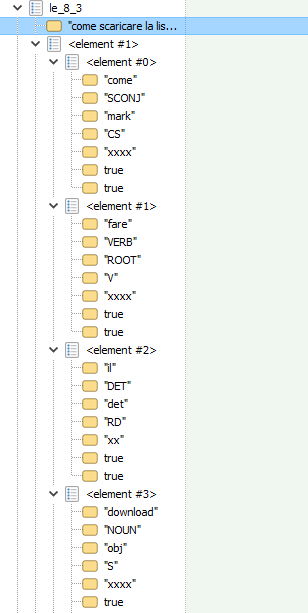 le_8_3
"come scaricare la lis...
<element #1>
<element #0>
"come"
"SCONJ"
"mark"
"CS"
"xxxx"
true
true
<element #1>
"fare"
"VERB"
"ROOT"
"V"
"xxxx"
true
true
<element #2>
"il"
"DET"
"det"
"RD"
"xx"
true
true
<element #3>
"download"
"NOUN"
"obj"
"S"
"xxxx"
true